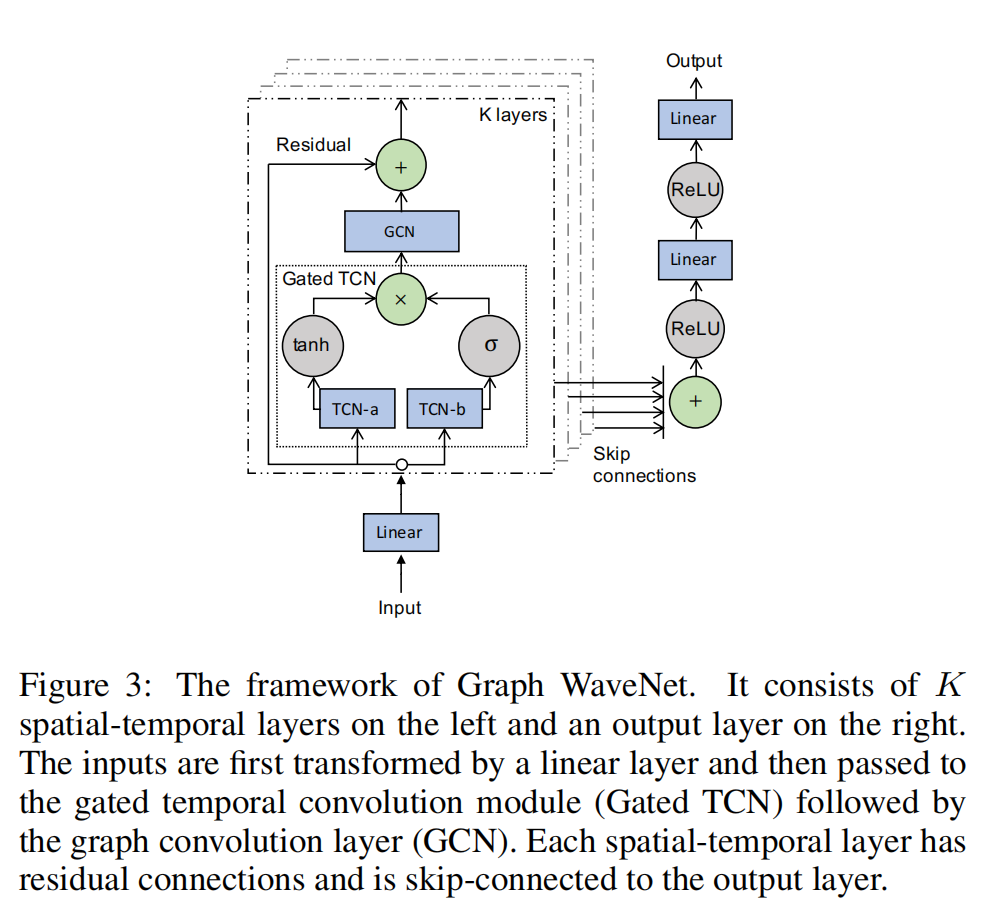 Output
Linear
ReLU
Linear
ReLU
+
Skip
connections
K layers
Residual
+
GCN
Gated TCN
×
tanh
σ
TCN-a
TCN-b
Linear
Input
Figure 3: The framework of Graph WaveNet. It consists of K
spatial-temporal layers on the left and an output layer on the right.
The inputs are first transformed by a linear layer and then passed to
the gated temporal convolution module (Gated TCN) followed by
the graph convolution layer (GCN). Each spatial-temporal layer has
residual connections and is skip-connected to the output layer.